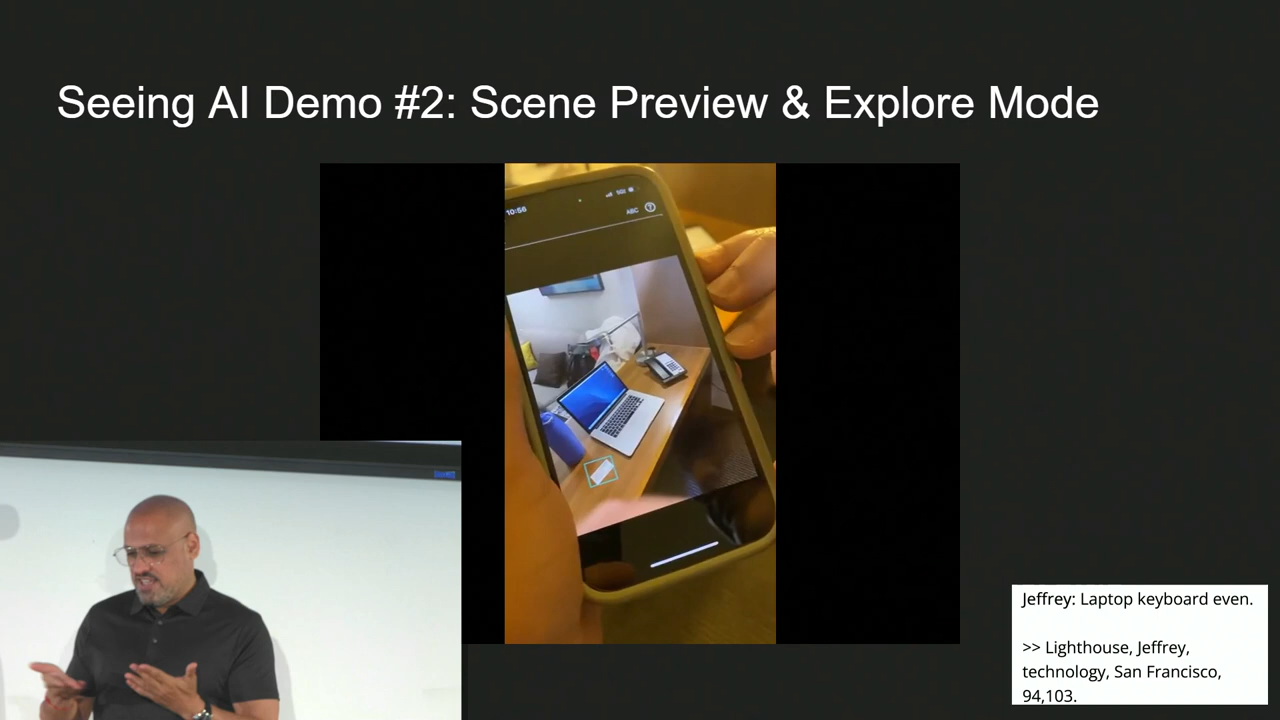 Seeing AI Demo #2: Scene Preview & Explore Mode
10:56
ABC
Jeffrey: Laptop keyboard even.
>> Lighthouse, Jeffrey,
technology, San Francisco,
94,103.